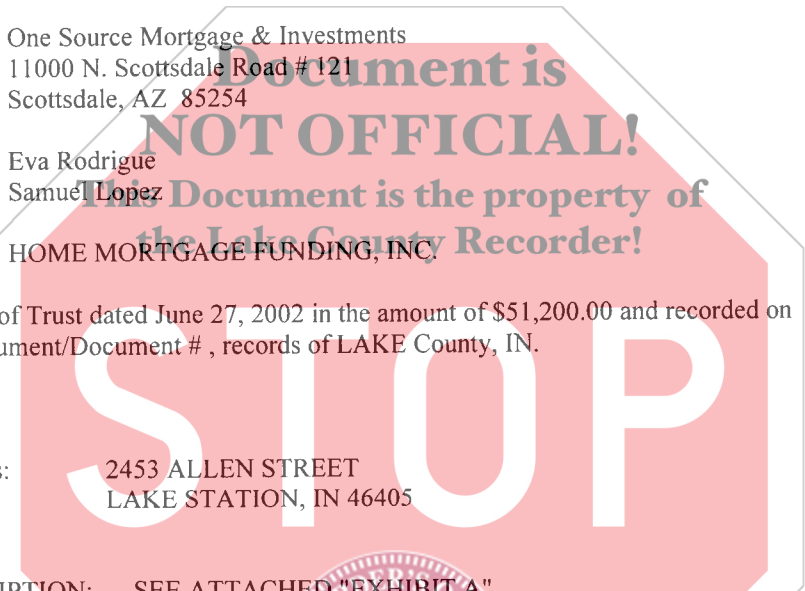 One Source Mortgage & Investments
11000 N. Scottsdale Road # 121
Document is
Scottsdale, AZ 85254
NOT OFFICIAL!
Eva Rodrigue
Samuel Lopez
This Document is the property of
the Lake County Recorder!
HOME MORTGAGE FUNDING, INC.
of Trust dated June 27, 2002 in the amount of $51,200.00 and recorded on
ument/Document # , records of LAKE County, IN.
STOP
s: 2453 ALLEN STREET
LAKE STATION, IN 46405
IPTION: SEE ATTACHED "EXHIBIT A"